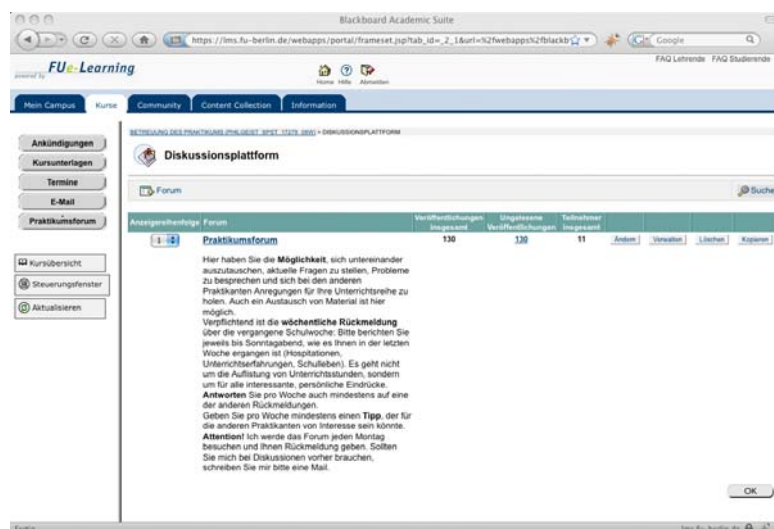 Blackboard Academic Suite
https://lms.fu-berlin.de/webapps/portal/frameset.jsp?tab_id=_2_1&url=%2fwebapps%2fblackb
Google
FAQ Lehrende FAQ Studierende
powered by FUe-Learning
Home Hilfe Abmelden
Mein Campus Kurse Community Content Collection Information
BETREUUNG DES PRAKTIKUMS > DISKUSSIONSPLATTFORM
Ankündigungen
Kursunterlagen
Termine
E-Mail
Praktikumsforum
Kursübersicht
Steuerungsfenster
Aktualisieren
Diskussionsplattform
Forum
Suche
Anzeigereihenfolge Forum Veröffentlichungen insgesamt Ungelesene Veröffentlichungen Teilnehmer insgesamt
1 Praktikumsforum 130 130 11 Ändern Verwalten Löschen Kopieren
Hier haben Sie die Möglichkeit, sich untereinander
auszutauschen, aktuelle Fragen zu stellen, Probleme
zu besprechen und sich bei den anderen
Praktikanten Anregungen für Ihre Unterrichtsreihe zu
holen. Auch ein Austausch von Material ist hier
möglich.
Verpflichtend ist die wöchentliche Rückmeldung
über die vergangene Schulwoche: Bitte berichten Sie
jeweils bis Sonntagabend, wie es Ihnen in der letzten
Woche ergangen ist (Hospitationen,
Unterrichtserfahrungen, Schulleben). Es geht nicht
um die Auflistung von Unterrichtsstunden, sondern
um für alle interessante, persönliche Eindrücke.
Antworten Sie pro Woche auch mindestens auf eine
der anderen Rückmeldungen.
Geben Sie pro Woche mindestens einen Tipp, der für
die anderen Praktikanten von Interesse sein könnte.
Attention! Ich werde das Forum jeden Montag
besuchen und Ihnen Rückmeldung geben. Sollten
Sie mich bei Diskussionen vorher brauchen,
schreiben Sie mir bitte eine Mail.
OK
Fertig
lms.fu-berlin.de